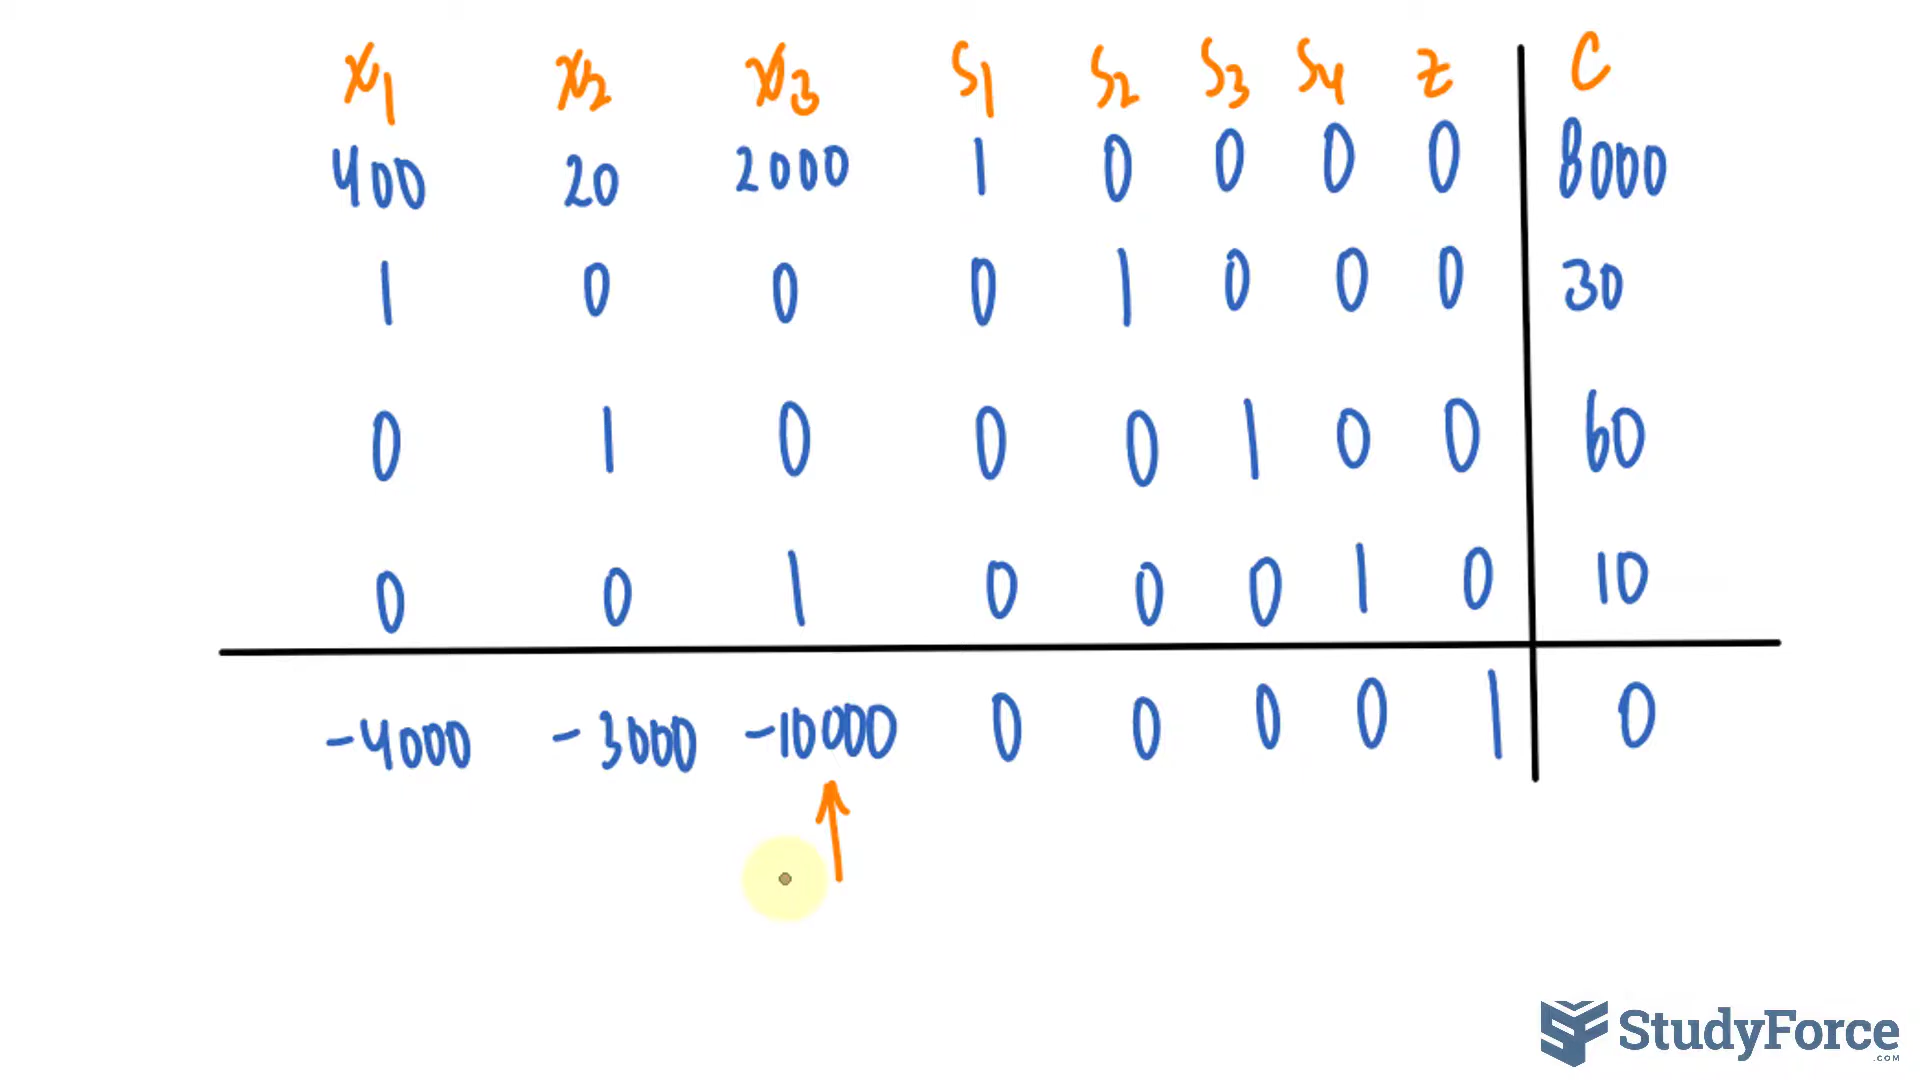 x1 x2 x3 s1 s2 s3 s4 z C
400 20 2000 1 0 0 0 0 8000
1 0 0 0 1 0 0 0 30
0 1 0 0 0 1 0 0 60
0 0 1 0 0 0 1 0 10
-4000 -3000 -10000 0 0 0 0 1 0
StudyForce
.COM